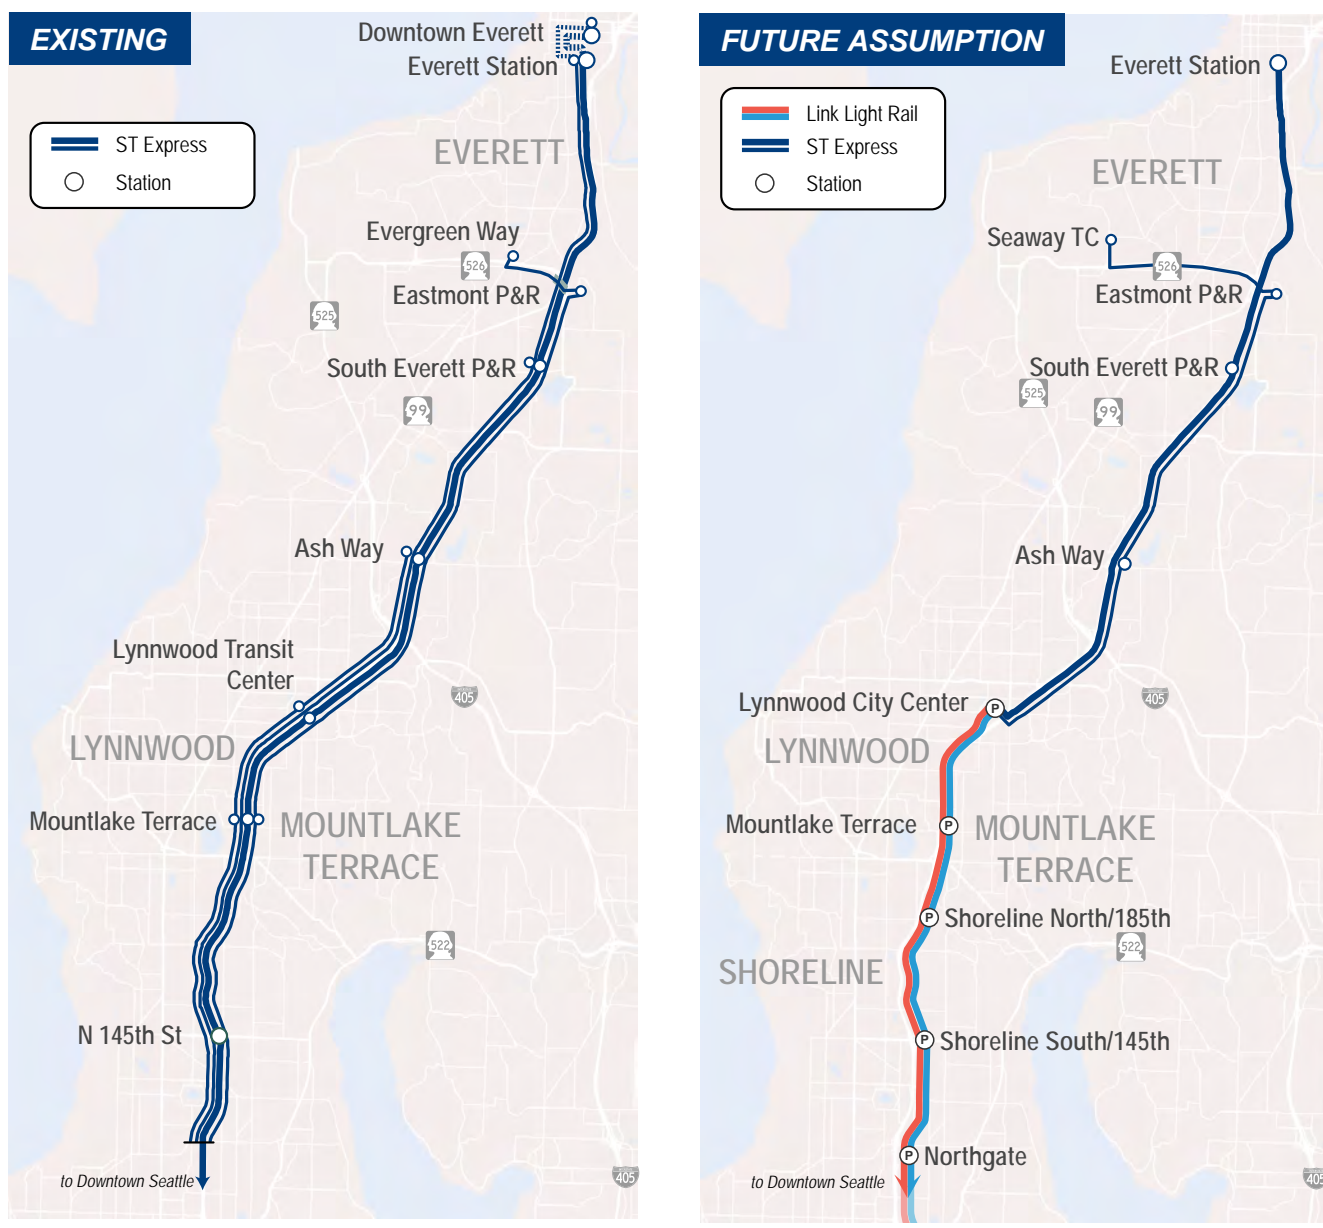 EXISTING
ST Express
Station
Downtown Everett
Everett Station
EVERETT
Evergreen Way
526
Eastmont P&R
525
South Everett P&R
99
Ash Way
Lynnwood Transit
Center
405
LYNNWOOD
Mountlake Terrace
MOUNTLAKE
TERRACE
522
N 145th St
to Downtown Seattle
405
FUTURE ASSUMPTION
Link Light Rail
ST Express
Station
Everett Station
EVERETT
Seaway TC
526
Eastmont P&R
South Everett P&R
525
99
Ash Way
Lynnwood City Center
P
405
LYNNWOOD
Mountlake Terrace
P
MOUNTLAKE
TERRACE
P
Shoreline North/185th
522
SHORELINE
P
Shoreline South/145th
P
Northgate
to Downtown Seattle
405